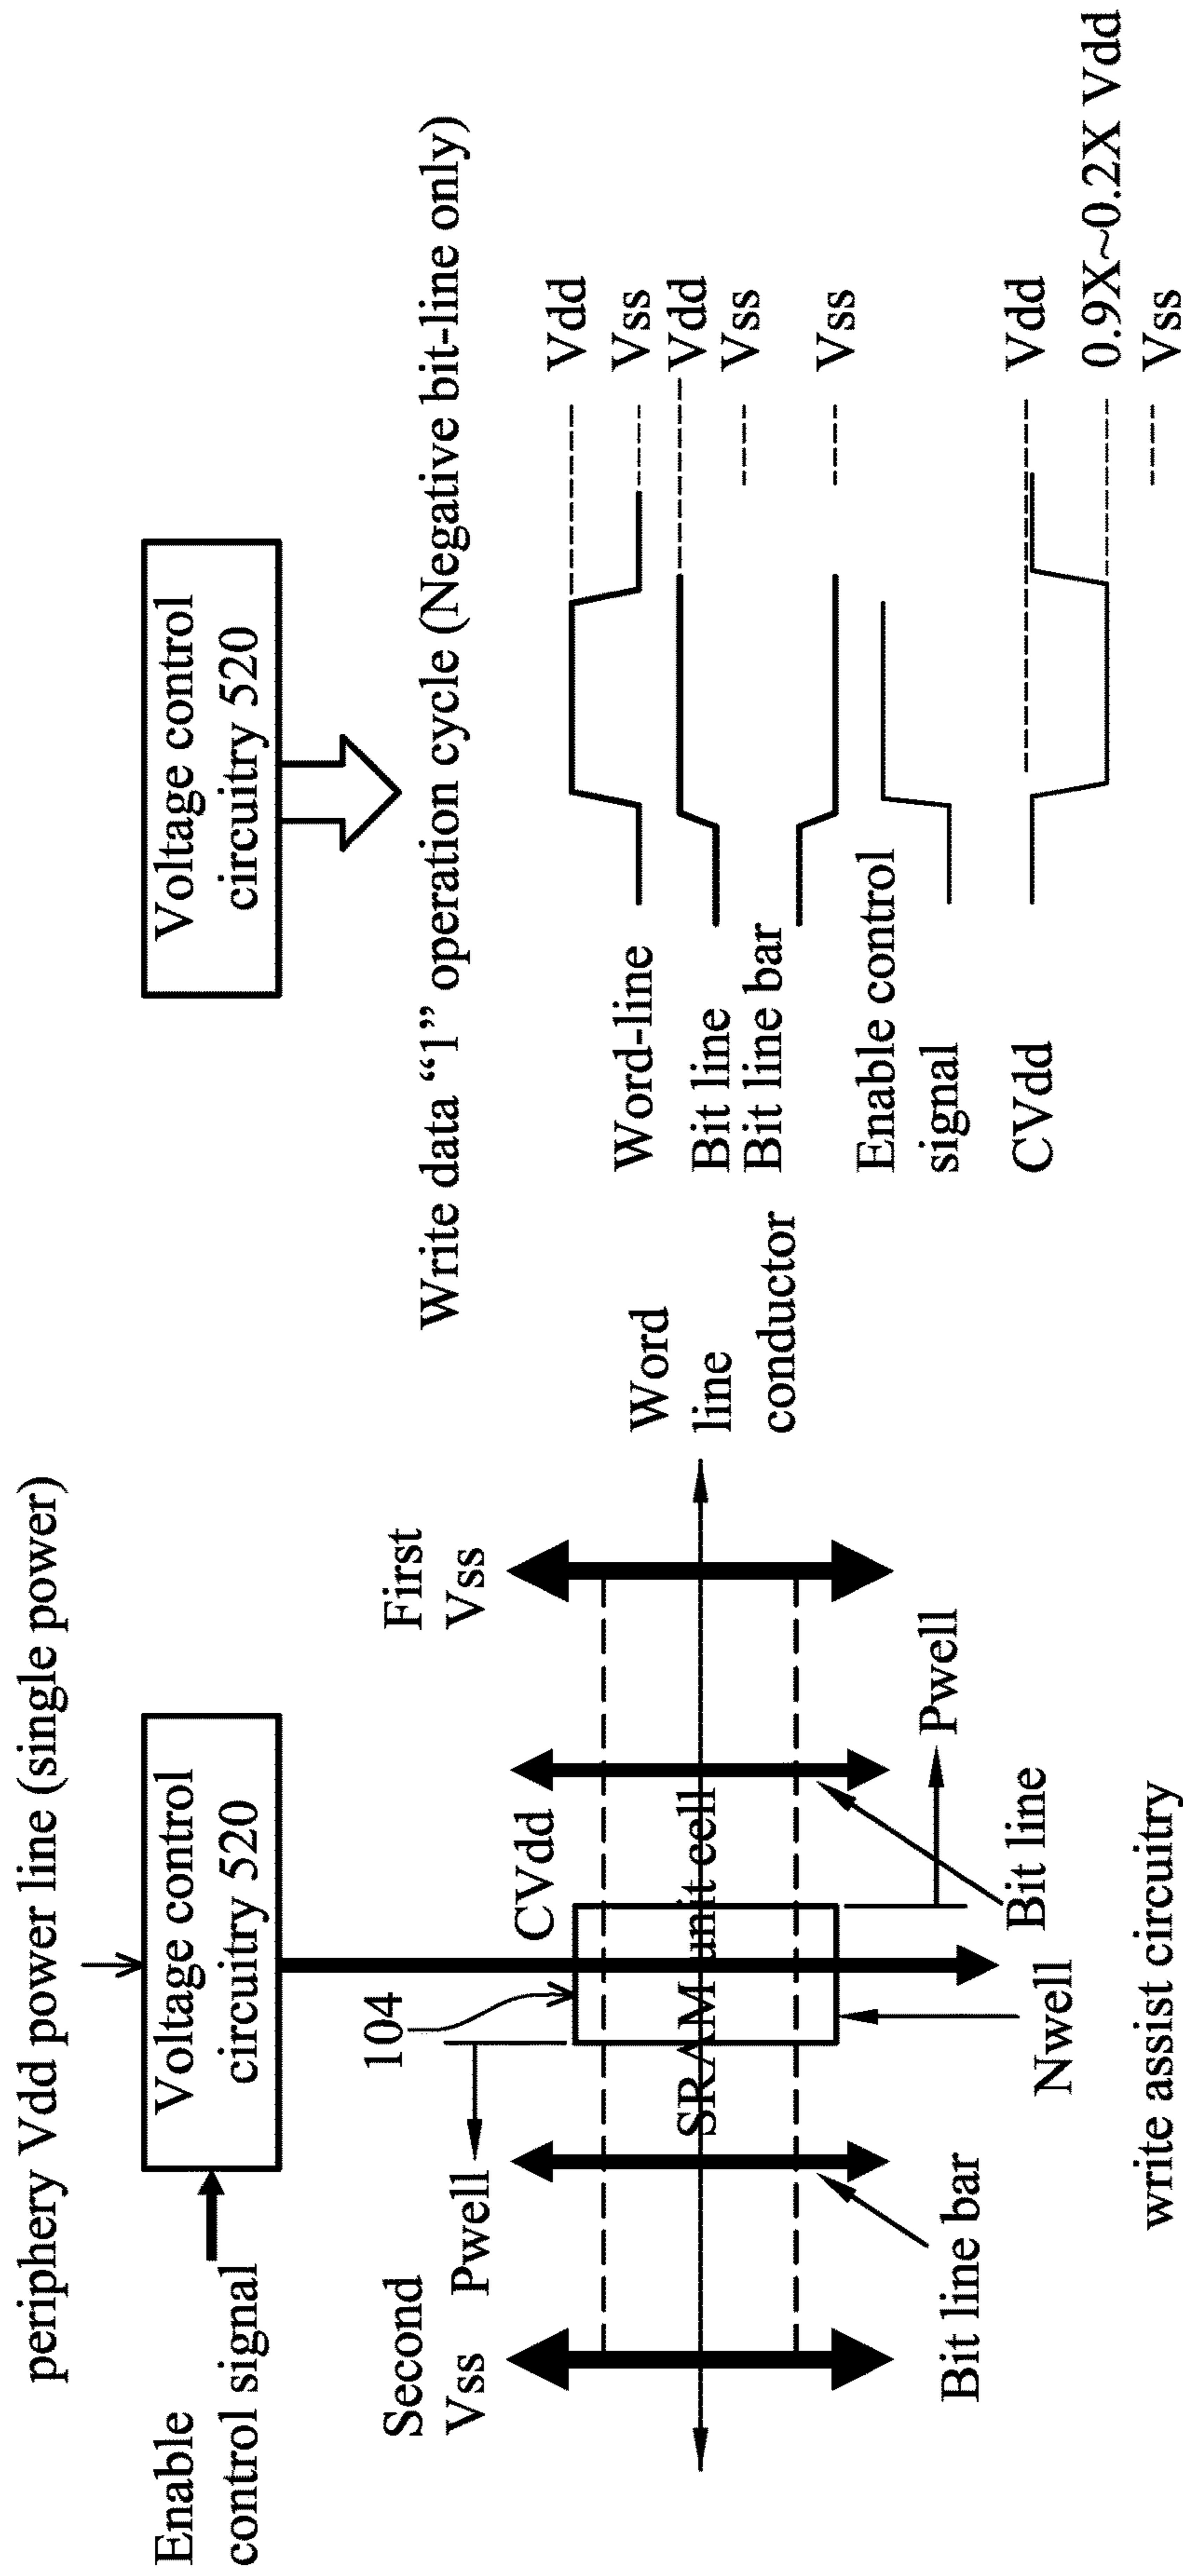 periphery Vdd power line (single power)
Enable
control signal
Voltage control
circuitry 520
Second
Vss
Pwell
104
CVdd
First
Vss
SRAM unit cell
Word
line
conductor
Bit line bar
Nwell
Bit line
Pwell
write assist circuitry
Voltage control
circuitry 520
Write data “1” operation cycle (Negative bit-line only)
Word-line
Bit line
Bit line bar
Enable control
signal
CVdd
Vdd
Vss
Vdd
Vss
Vss
Vdd
0.9X~0.2X Vdd
Vss